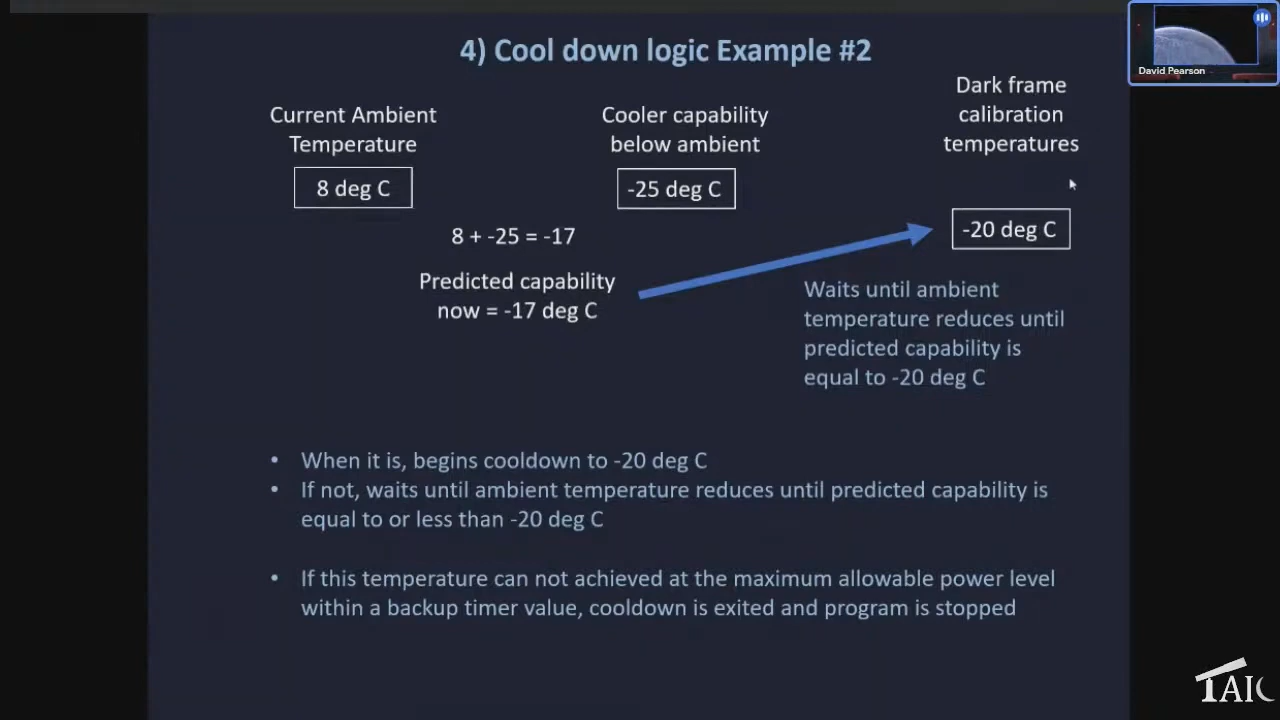 4) Cool down logic Example #2
David Pearson
Current Ambient
Temperature
8 deg C
Cooler capability
below ambient
-25 deg C
Dark frame
calibration
temperatures
-20 deg C
8 + -25 = -17
Predicted capability
now = -17 deg C
Waits until ambient
temperature reduces until
predicted capability is
equal to -20 deg C
• When it is, begins cooldown to -20 deg C
• If not, waits until ambient temperature reduces until predicted capability is
equal to or less than -20 deg C
• If this temperature can not achieved at the maximum allowable power level
within a backup timer value, cooldown is exited and program is stopped
TAIC